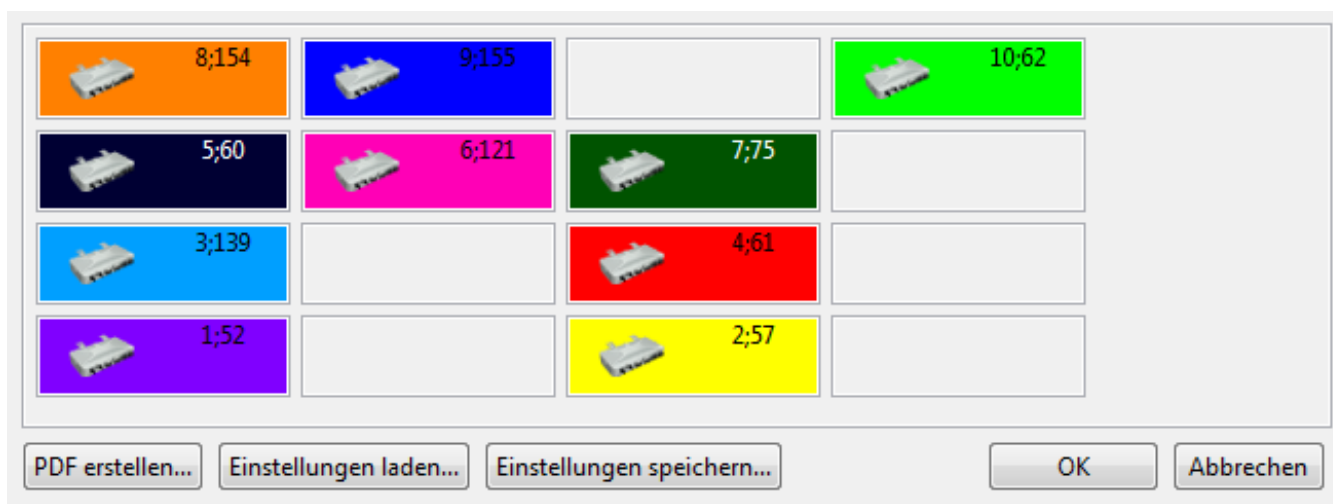 8;154 9;155 10;62
5;60 6;121 7;75
3;139 4;61
1;52 2;57
PDF erstellen... Einstellungen laden... Einstellungen speichern... OK Abbrechen